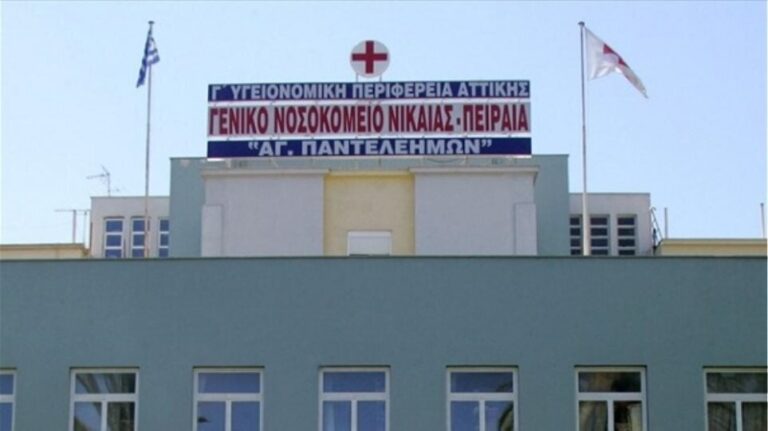 Γ' ΥΓΕΙΟΝΟΜΙΚΗ ΠΕΡΙΦΕΡΕΙΑ ΑΤΤΙΚΗΣ
ΓΕΝΙΚΟ ΝΟΣΟΚΟΜΕΙΟ ΝΙΚΑΙΑΣ - ΠΕΙΡΑΙΑ
"ΑΓ. ΠΑΝΤΕΛΕΗΜΩΝ"